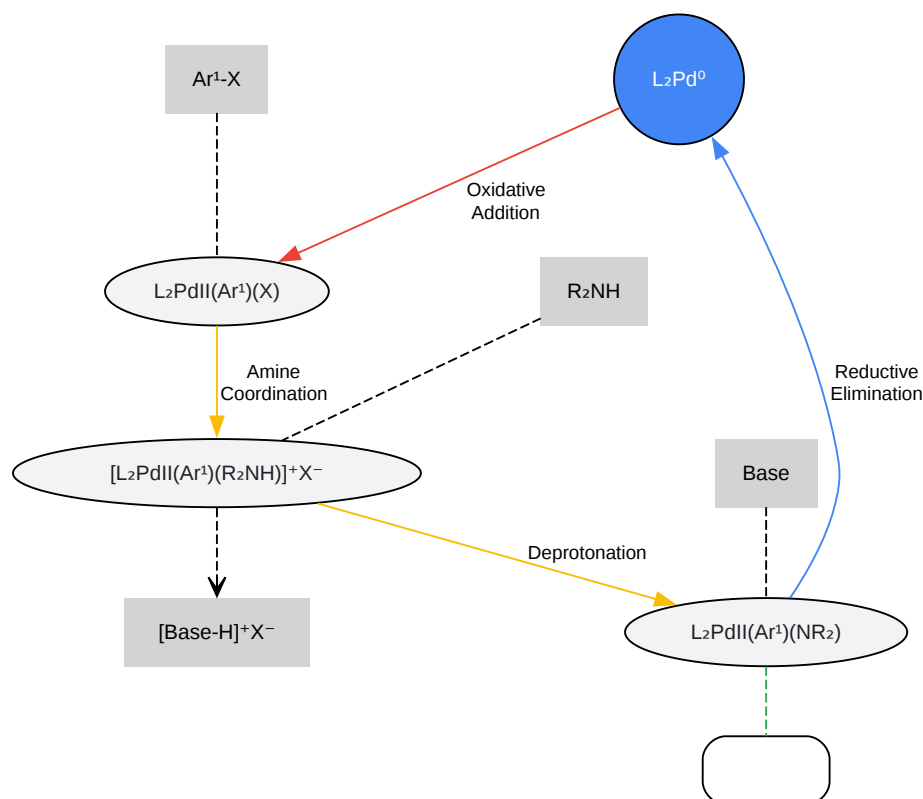 L₂Pd⁰
Ar¹-X
Oxidative
Addition
L₂PdII(Ar¹)(X)
R₂NH
Amine
Coordination
Reductive
Elimination
[L₂PdII(Ar¹)(R₂NH)]⁺X⁻
Base
Deprotonation
[Base-H]⁺X⁻
L₂PdII(Ar¹)(NR₂)